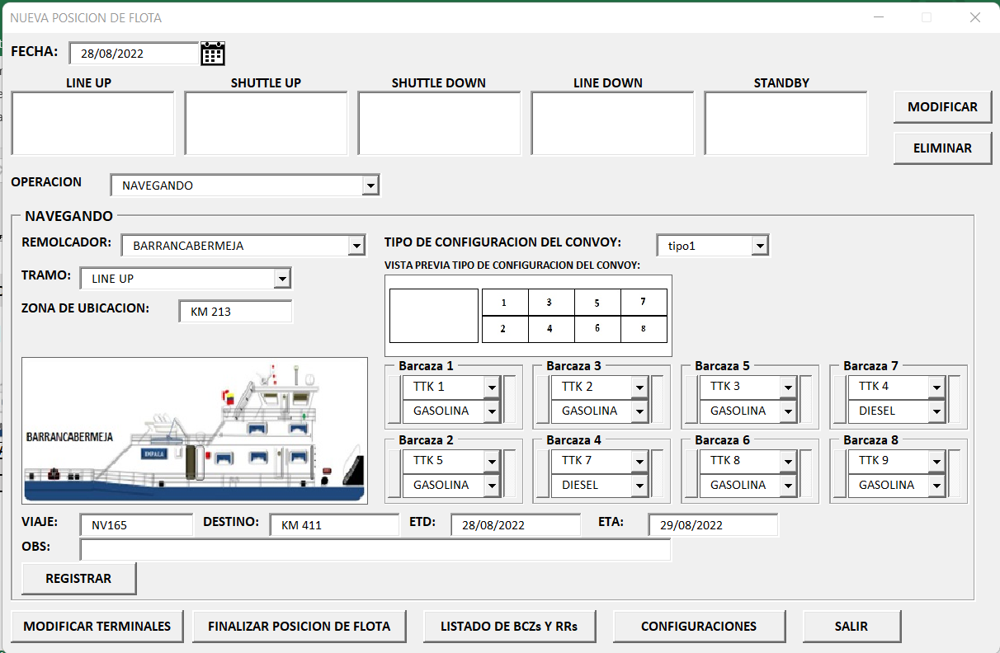 NUEVA POSICION DE FLOTA
FECHA: 28/08/2022
LINE UP SHUTTLE UP SHUTTLE DOWN LINE DOWN STANDBY
MODIFICAR
ELIMINAR
OPERACION NAVEGANDO
NAVEGANDO
REMOLCADOR: BARRANCABERMEJA TIPO DE CONFIGURACION DEL CONVOY: tipo1
VISTA PREVIA TIPO DE CONFIGURACION DEL CONVOY:
TRAMO: LINE UP
1 3 5 7
ZONA DE UBICACION: KM 213
2 4 6 8
Barcaza 1 Barcaza 3 Barcaza 5 Barcaza 7
TTK 1 TTK 2 TTK 3 TTK 4
GASOLINA GASOLINA GASOLINA DIESEL
BARRANCABERMEJA
IMPALA
Barcaza 2 Barcaza 4 Barcaza 6 Barcaza 8
TTK 5 TTK 7 TTK 8 TTK 9
GASOLINA DIESEL GASOLINA GASOLINA
VIAJE: NV165 DESTINO: KM 411 ETD: 28/08/2022 ETA: 29/08/2022
OBS:
REGISTRAR
MODIFICAR TERMINALES FINALIZAR POSICION DE FLOTA LISTADO DE BCZs Y RRs CONFIGURACIONES SALIR